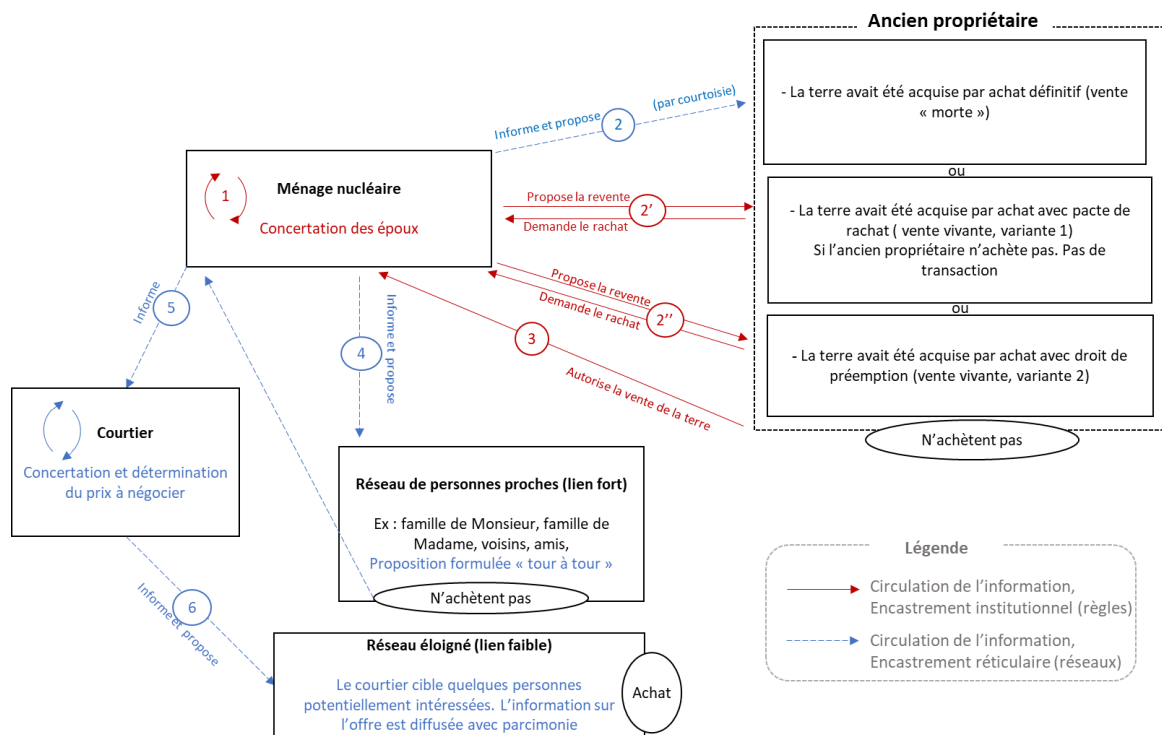 Ancien propriétaire
- La terre avait été acquise par achat définitif (vente
« morte »)
ou
- La terre avait été acquise par achat avec pacte de
rachat ( vente vivante, variante 1)
Si l’ancien propriétaire n’achète pas. Pas de
transaction
ou
- La terre avait été acquise par achat avec droit de
préemption (vente vivante, variante 2)
N’achètent pas
Informe et propose
2
(par courtoisie)
1
Ménage nucléaire
Concertation des époux
Propose la revente
2'
Demande le rachat
Propose la revente
2''
Demande le rachat
3
Autorise la vente de la terre
Informe
5
Informe et propose
4
Courtier
Concertation et détermination
du prix à négocier
Réseau de personnes proches (lien fort)
Ex : famille de Monsieur, famille de
Madame, voisins, amis,
Proposition formulée « tour à tour »
N’achètent pas
Informe et propose
6
Réseau éloigné (lien faible)
Le courtier cible quelques personnes
potentiellement intéressées. L’information sur
l’offre est diffusée avec parcimonie
Achat
Légende
Circulation de l’information,
Encastrement institutionnel (règles)
Circulation de l’information,
Encastrement réticulaire (réseaux)